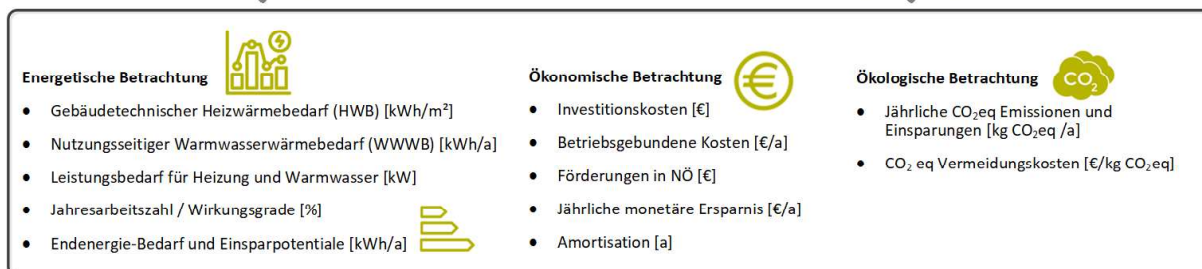 Energetische Betrachtung
● Gebäudetechnischer Heizwärmebedarf (HWB) [kWh/m²]
● Nutzungsseitiger Warmwasserwärmebedarf (WWWB) [kWh/a]
● Leistungsbedarf für Heizung und Warmwasser [kW]
● Jahresarbeitszahl / Wirkungsgrade [%]
● Endenergie-Bedarf und Einsparpotentiale [kWh/a]
Ökonomische Betrachtung
€
● Investitionskosten [€]
● Betriebsgebundene Kosten [€/a]
● Förderungen in NÖ [€]
● Jährliche monetäre Ersparnis [€/a]
● Amortisation [a]
Ökologische Betrachtung
CO₂
● Jährliche CO₂eq Emissionen und
Einsparungen [kg CO₂eq /a]
● CO₂ eq Vermeidungskosten [€/kg CO₂eq]